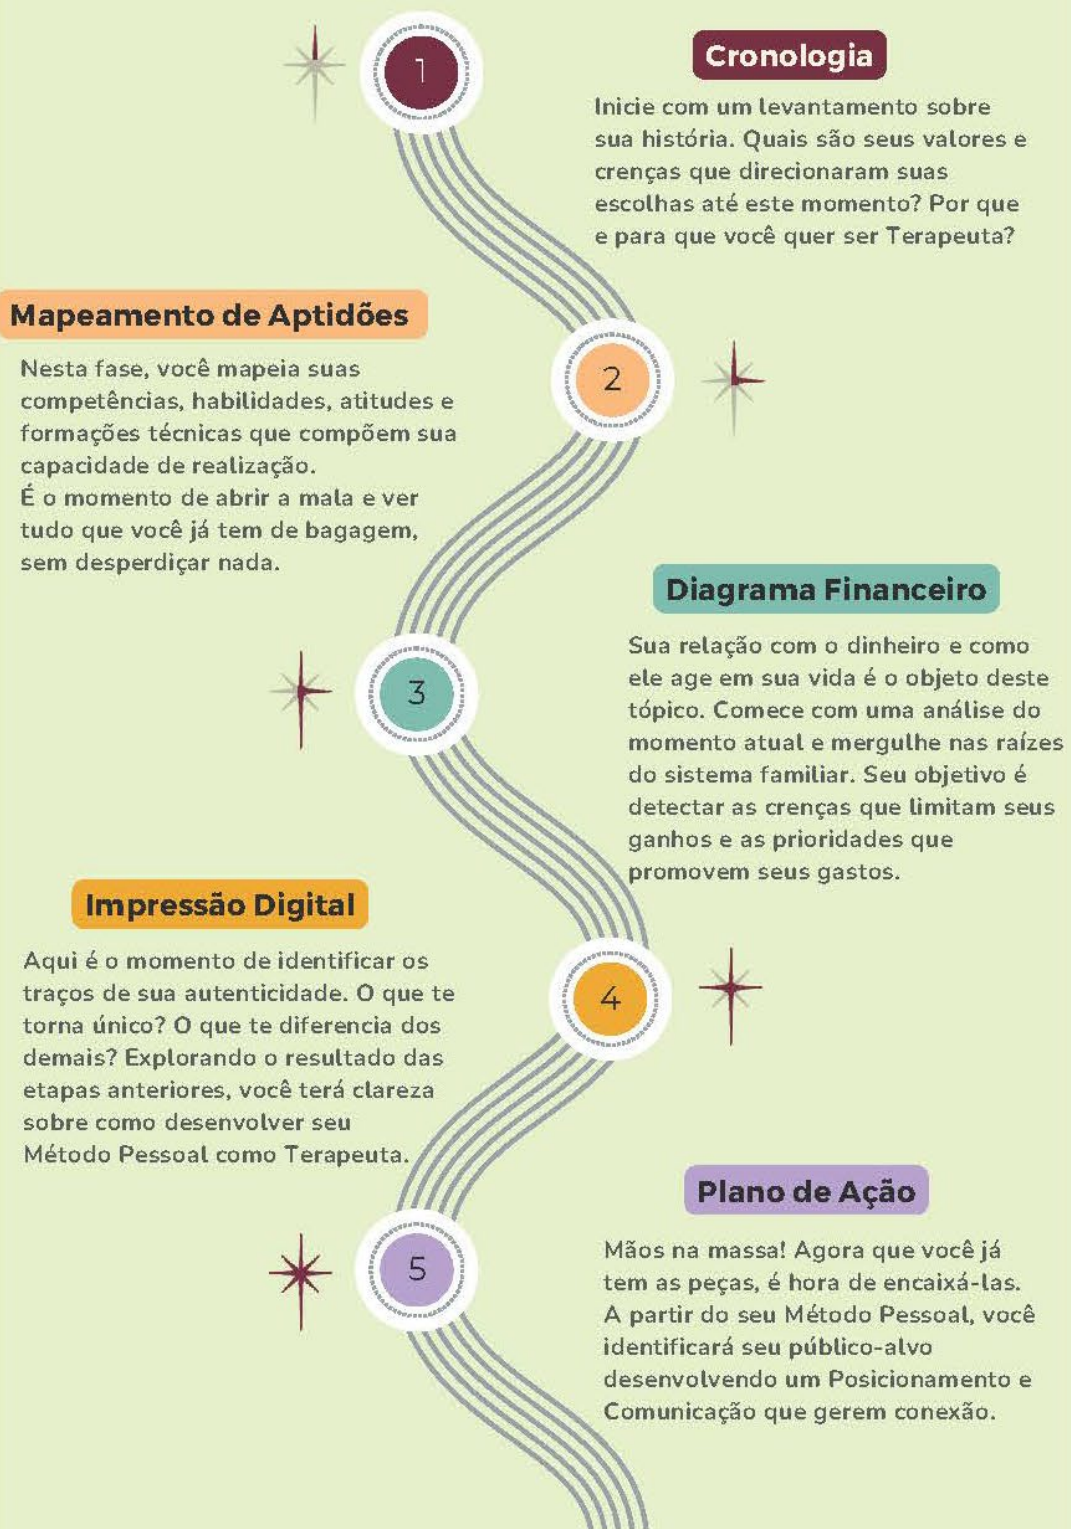 1
Cronologia
Inicie com um levantamento sobre
sua história. Quais são seus valores e
crenças que direcionaram suas
escolhas até este momento? Por que
e para que você quer ser Terapeuta?
Mapeamento de Aptidões
2
Nesta fase, você mapeia suas
competências, habilidades, atitudes e
formações técnicas que compõem sua
capacidade de realização.
É o momento de abrir a mala e ver
tudo que você já tem de bagagem,
sem desperdiçar nada.
Diagrama Financeiro
3
Sua relação com o dinheiro e como
ele age em sua vida é o objeto deste
tópico. Comece com uma análise do
momento atual e mergulhe nas raízes
do sistema familiar. Seu objetivo é
detectar as crenças que limitam seus
ganhos e as prioridades que
promovem seus gastos.
Impressão Digital
4
Aqui é o momento de identificar os
traços de sua autenticidade. O que te
torna único? O que te diferencia dos
demais? Explorando o resultado das
etapas anteriores, você terá clareza
sobre como desenvolver seu
Método Pessoal como Terapeuta.
Plano de Ação
5
Mãos na massa! Agora que você já
tem as peças, é hora de encaixá-las.
A partir do seu Método Pessoal, você
identificará seu público-alvo
desenvolvendo um Posicionamento e
Comunicação que gerem conexão.